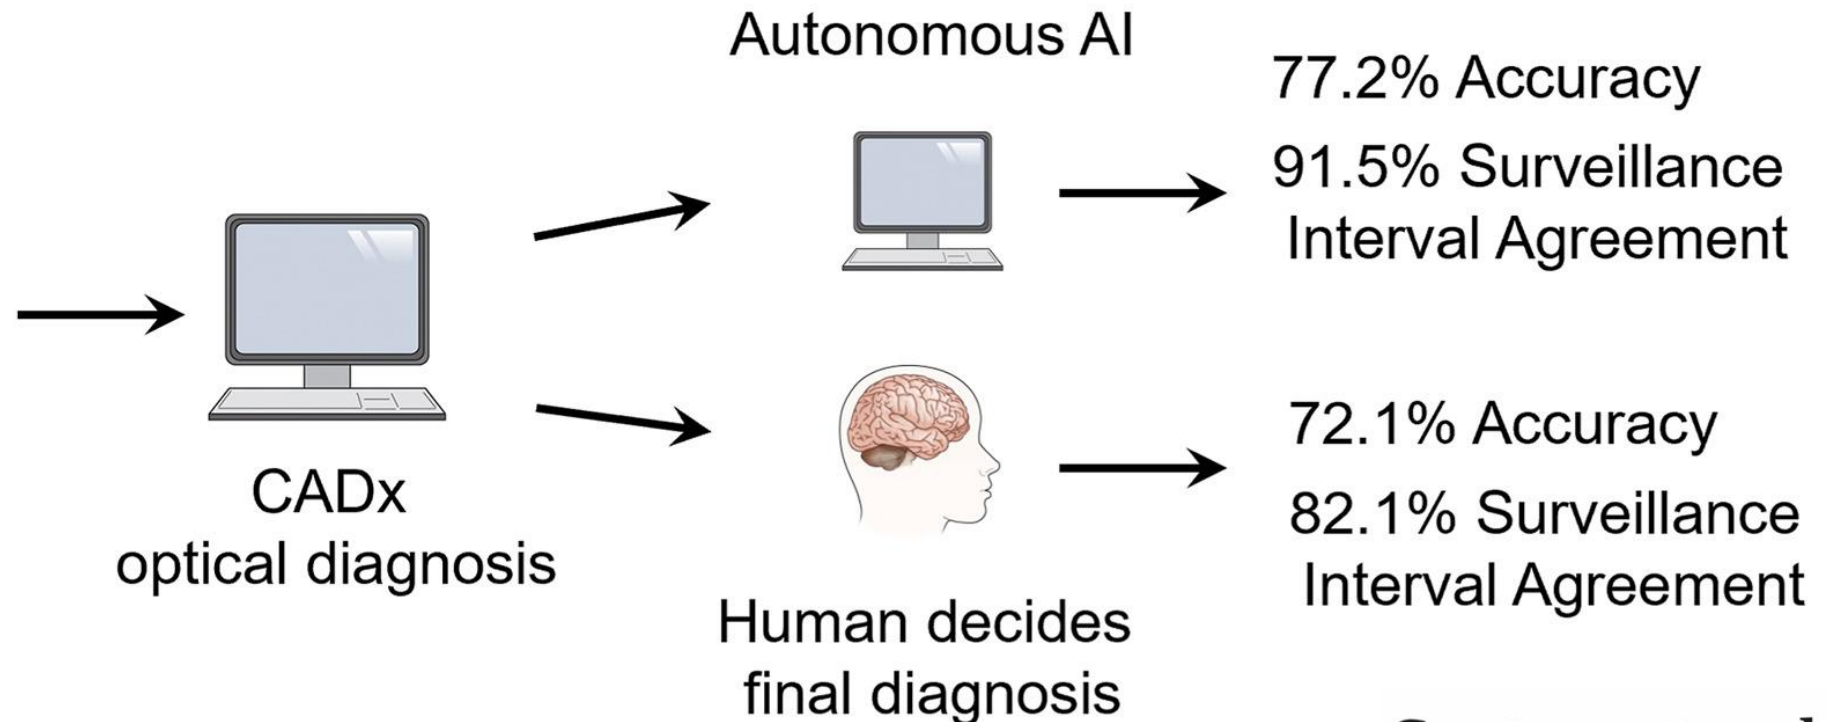 Autonomous AI
77.2% Accuracy
91.5% Surveillance
Interval Agreement
CADx
optical diagnosis
Human decides
final diagnosis
72.1% Accuracy
82.1% Surveillance
Interval Agreement